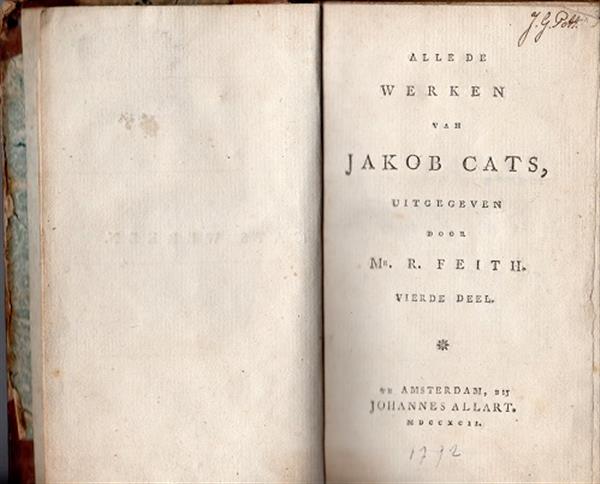 J. G. Pott.
ALLE DE
WERKEN
VAN
JAKOB CATS,
UITGEGEVEN
DOOR
Mr. R. FEITH.
VIERDE DEEL.
TE AMSTERDAM, BIJ
JOHANNES ALLART.
MDCCXCII.
1792